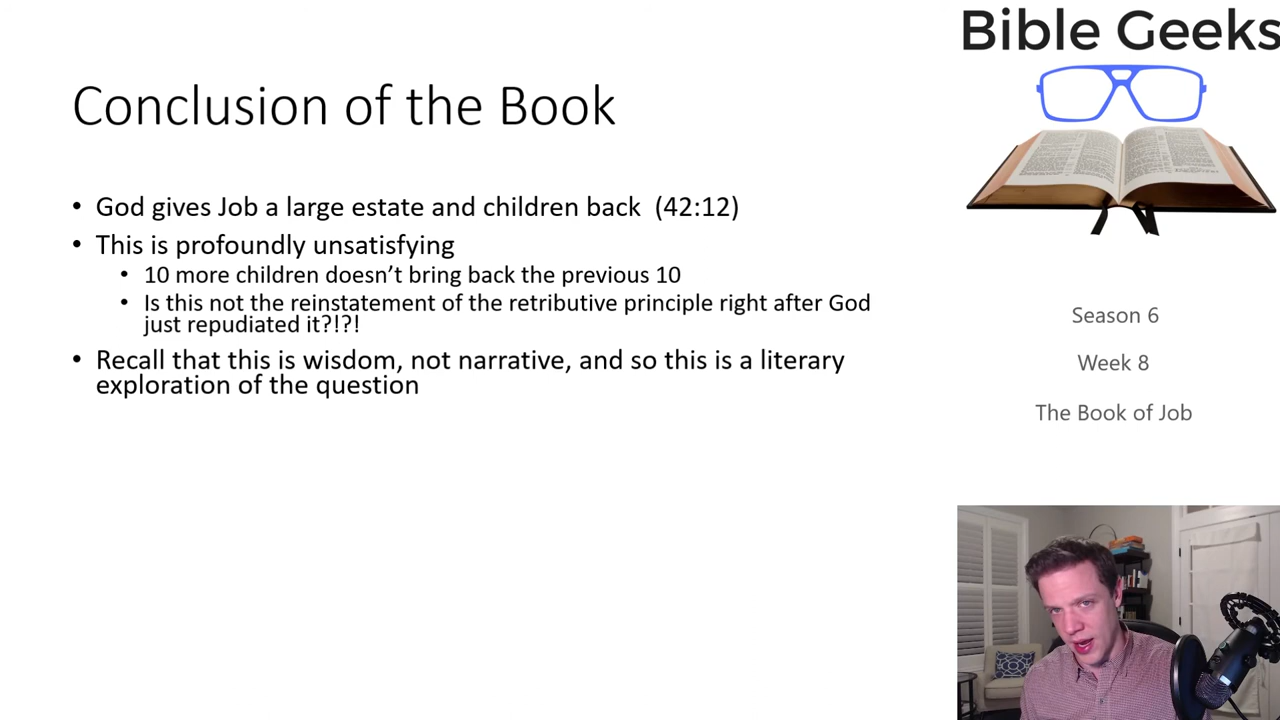 Bible Geeks
Conclusion of the Book
• God gives Job a large estate and children back (42:12)
• This is profoundly unsatisfying
• 10 more children doesn't bring back the previous 10
• Is this not the reinstatement of the retributive principle right after God
just repudiated it?!?!
• Recall that this is wisdom, not narrative, and so this is a literary
exploration of the question
Season 6
Week 8
The Book of Job